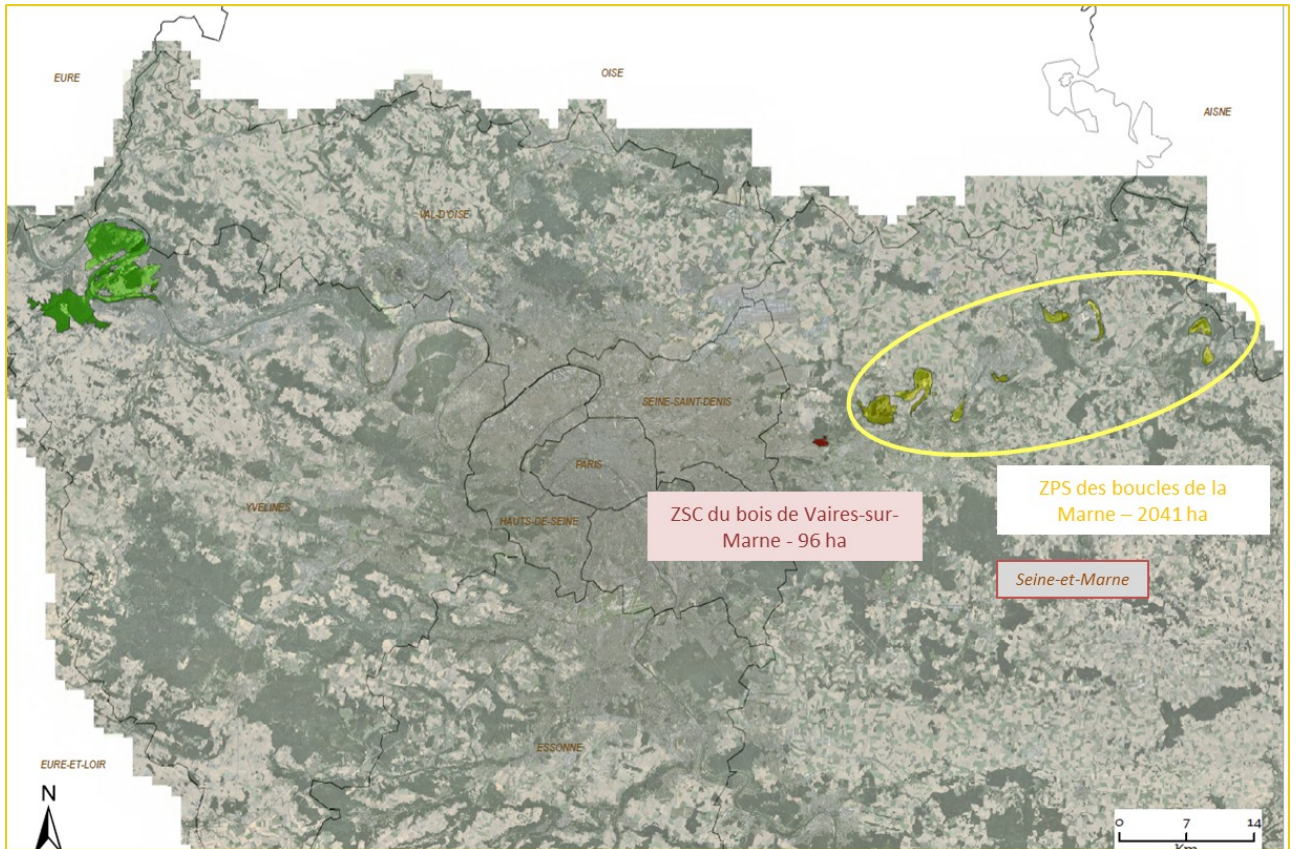 EURE
OISE
AISNE
VAL-D'OISE
SEINE-SAINT-DENIS
PARIS
YVELINES
HAUTS-DE-SEINE
ZSC du bois de Vaires-sur-
Marne - 96 ha
ZPS des boucles de la
Marne – 2041 ha
Seine-et-Marne
ESSONNE
EURE-ET-LOIR
N
0 7 14
Km